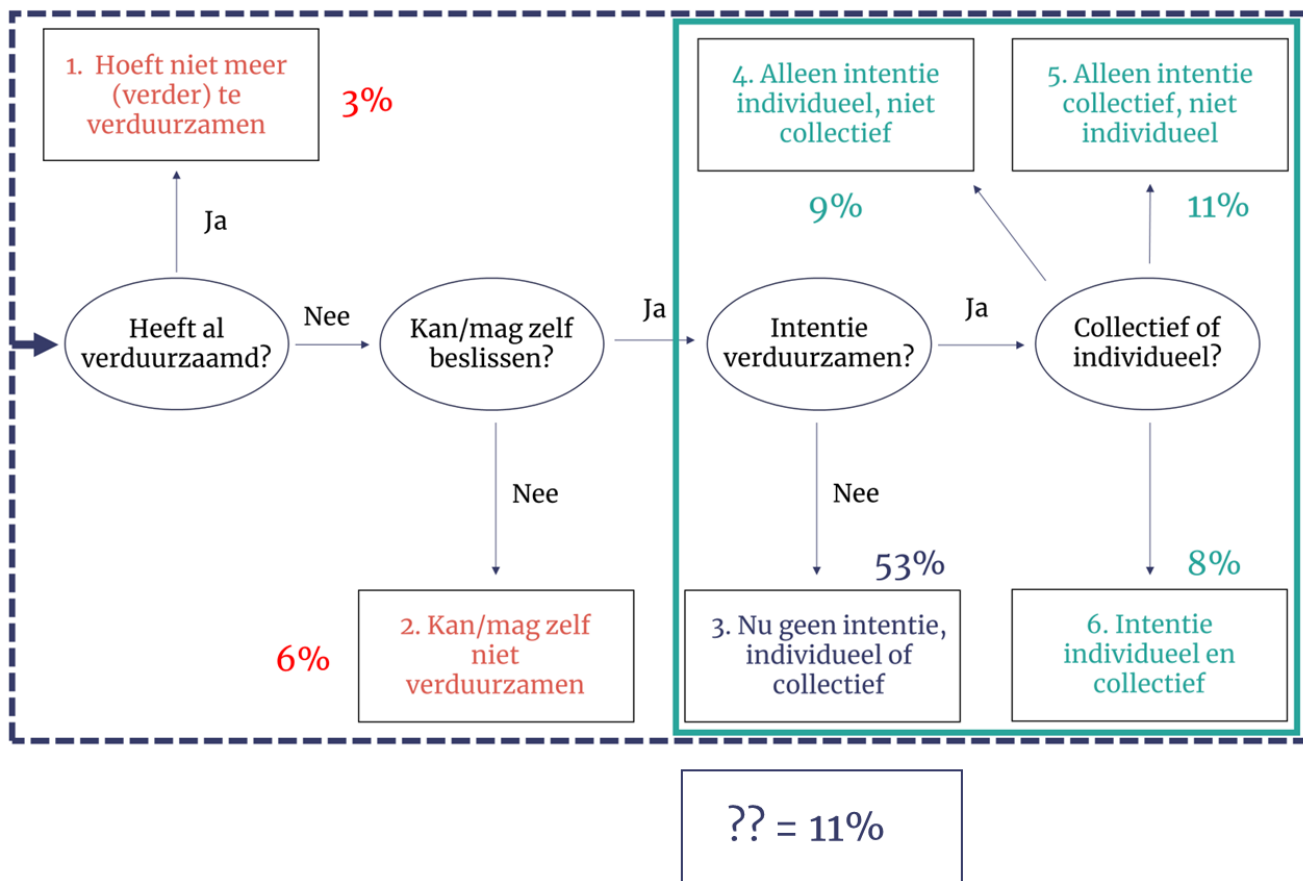 1. Hoeft niet meer
(verder) te
verduurzamen
3%
4. Alleen intentie
individueel, niet
collectief
9%
5. Alleen intentie
collectief, niet
individueel
11%
Ja
Heeft al
verduurzaamd?
Nee
Kan/mag zelf
beslissen?
Ja
Intentie
verduurzamen?
Ja
Collectief of
individueel?
Nee
Nee
6%
2. Kan/mag zelf
niet
verduurzamen
53%
3. Nu geen intentie,
individueel of
collectief
8%
6. Intentie
individueel en
collectief
?? = 11%